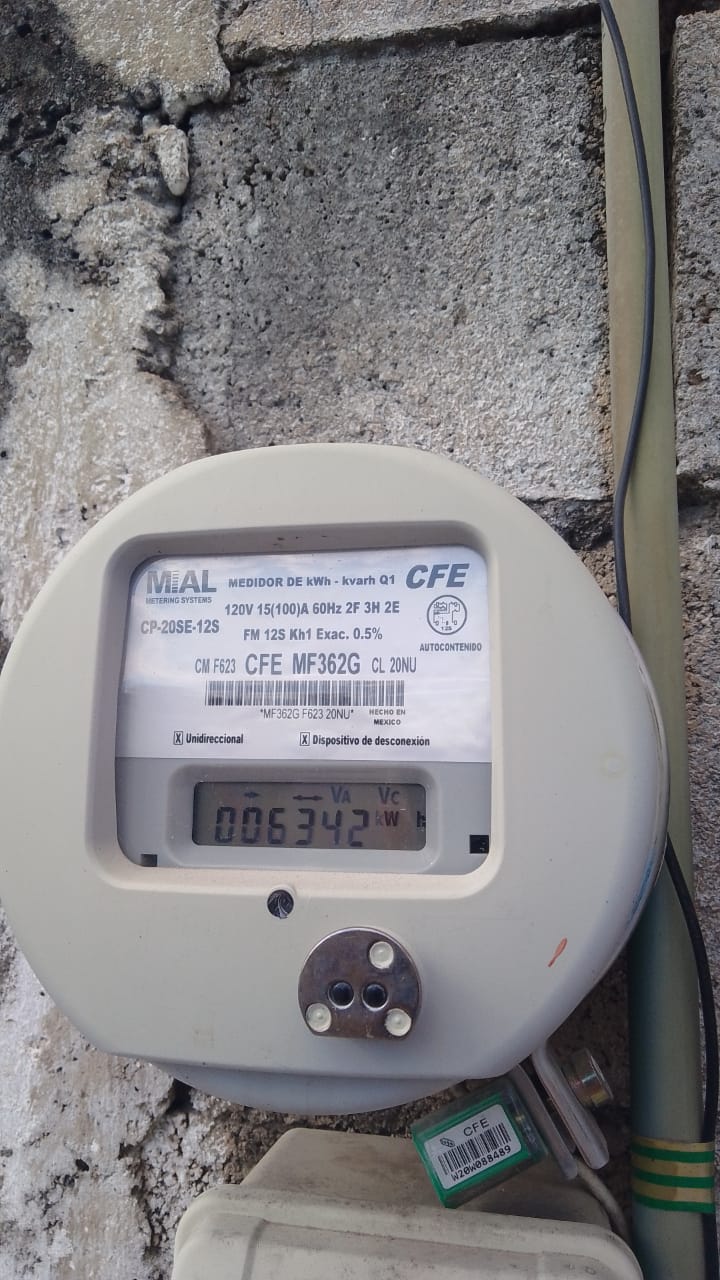 MIAL
METERING SYSTEMS
MEDIDOR DE kWh - kvarh Q1
CFE
120V 15(100)A 60Hz 2F 3H 2E
CP-20SE-12S
FM 12S Kh1 Exac. 0.5%
12S
AUTOCONTENIDO
CM F623 CFE MF362G CL 20NU
*MF362G F623 20NU*
HECHO EN
MEXICO
X Unidireccional
X Dispositivo de desconexión
VA VC
006342 kW
CFE
W20W088489